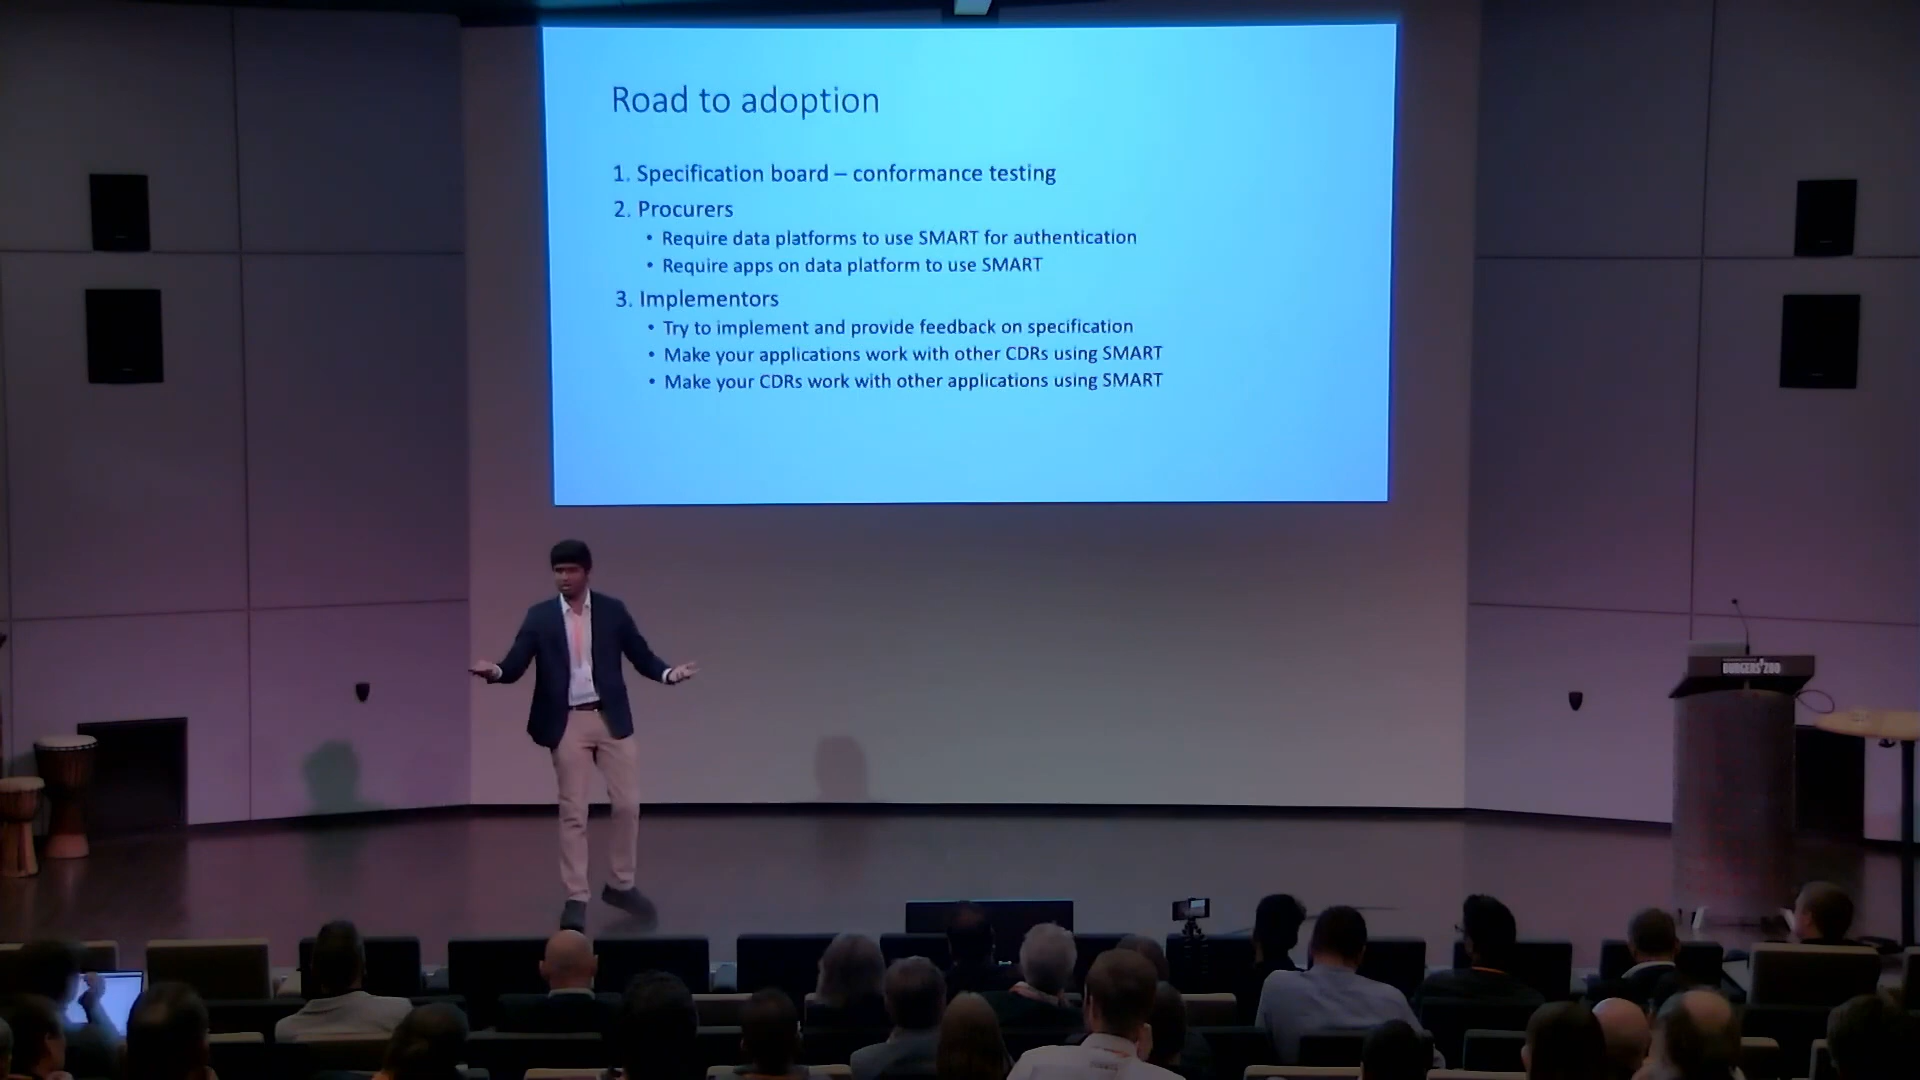 Road to adoption
1. Specification board – conformance testing
2. Procurers
• Require data platforms to use SMART for authentication
• Require apps on data platform to use SMART
3. Implementors
• Try to implement and provide feedback on specification
• Make your applications work with other CDRs using SMART
• Make your CDRs work with other applications using SMART
BURGERS' ZOO